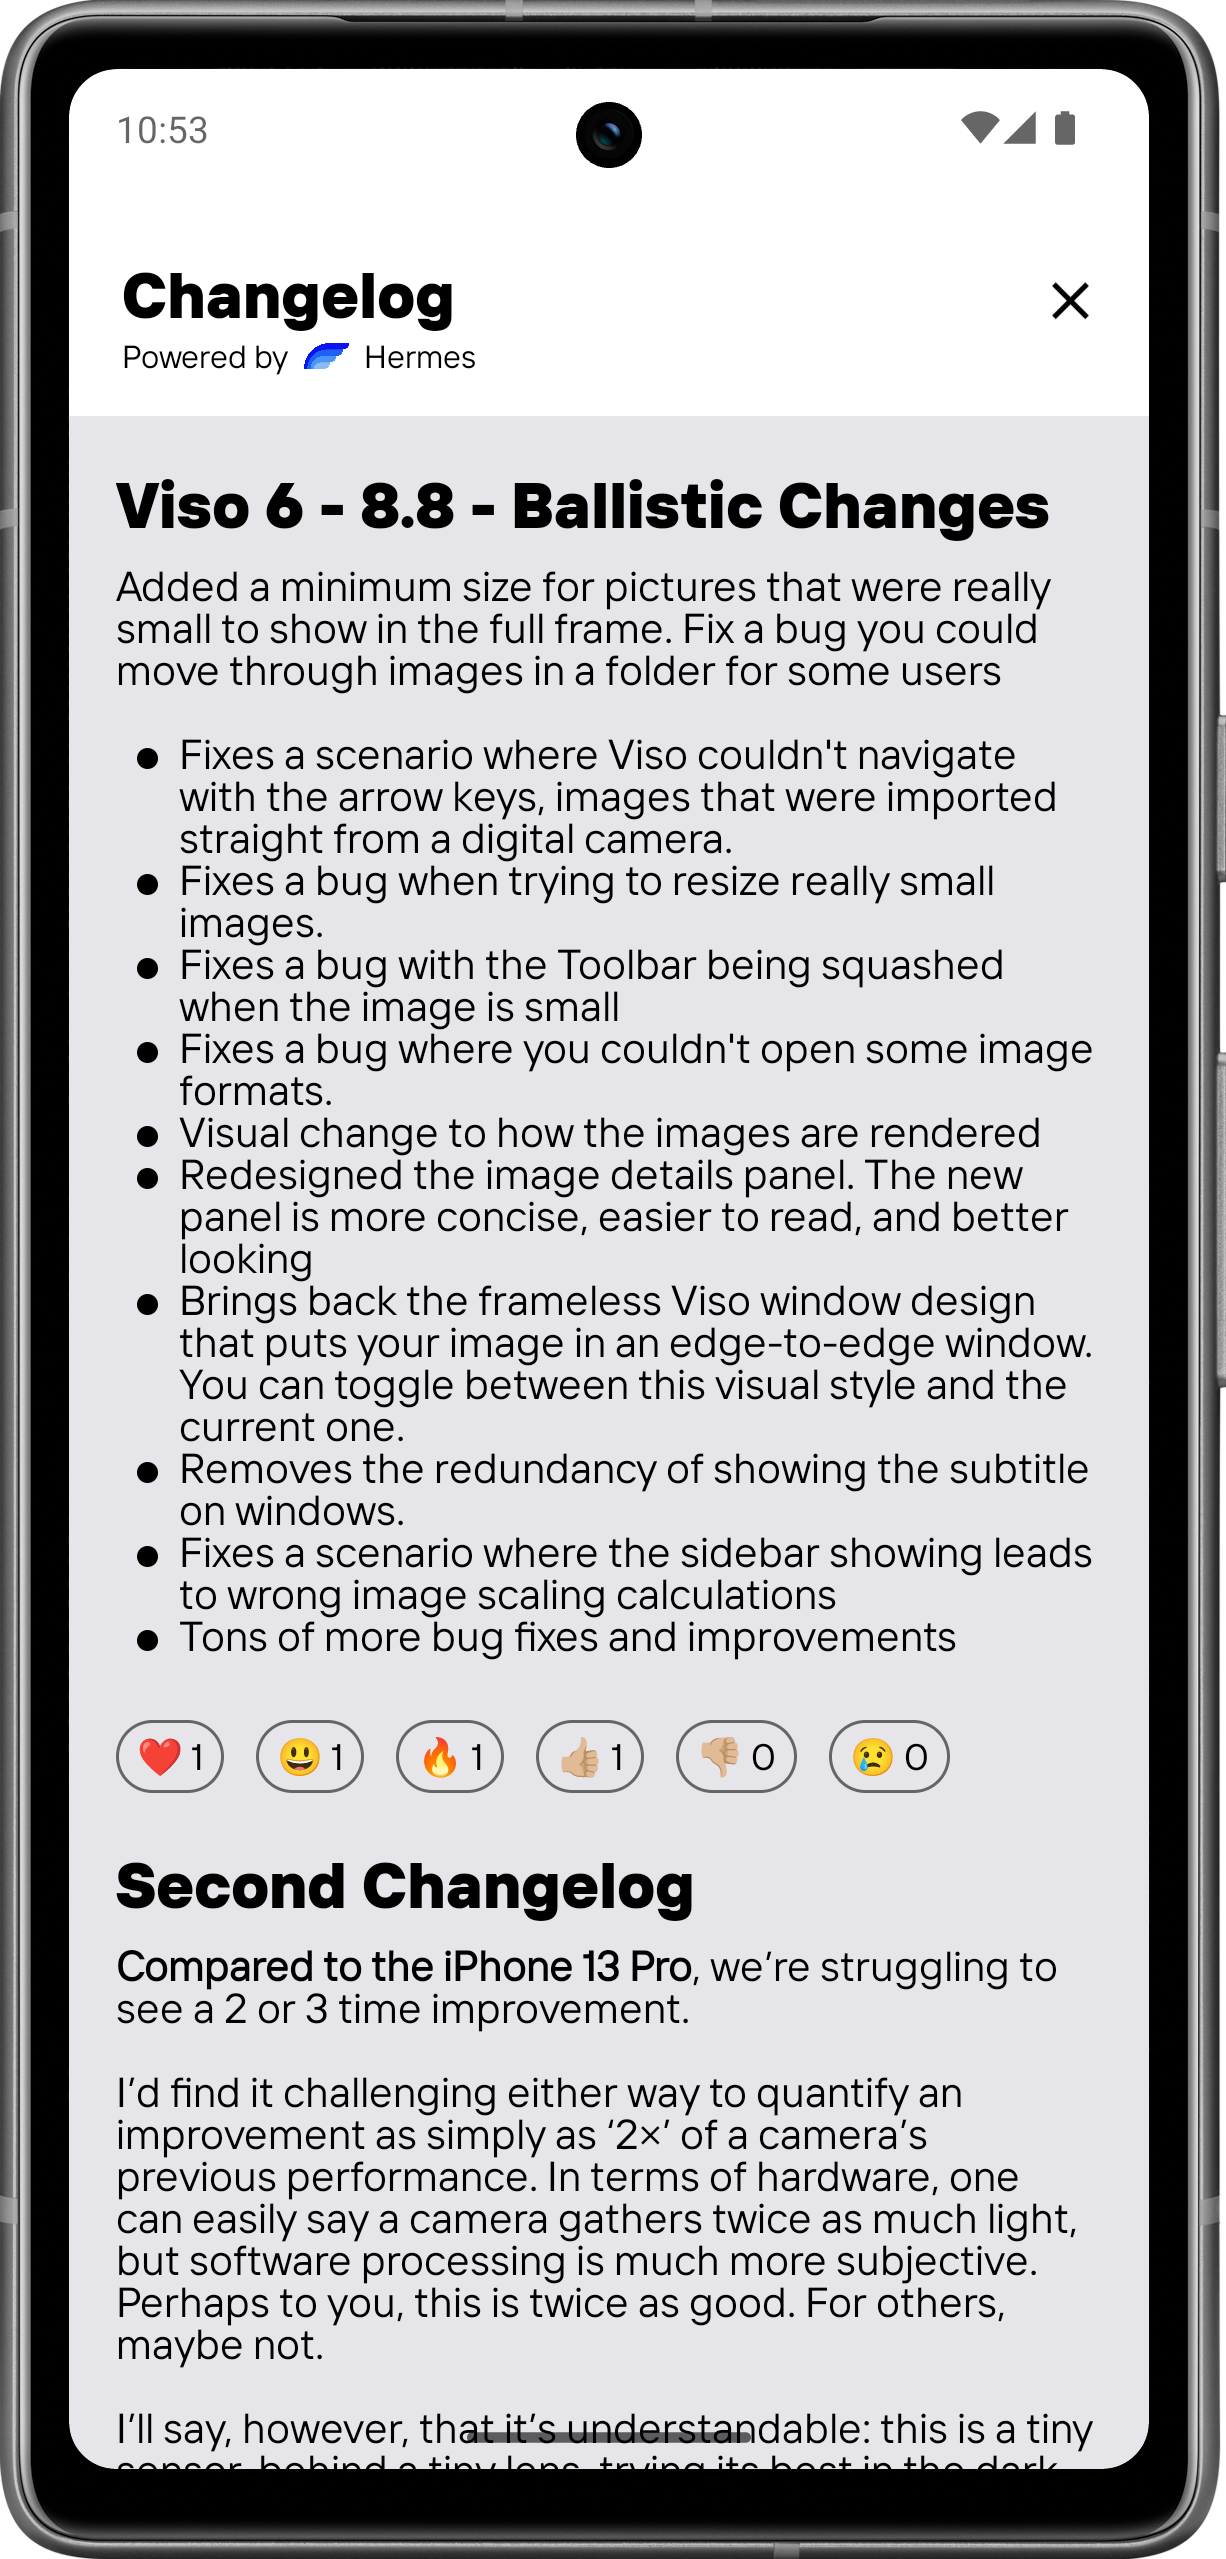 10:53
Changelog
Powered by Hermes
Viso 6 - 8.8 - Ballistic Changes
Added a minimum size for pictures that were really
small to show in the full frame. Fix a bug you could
move through images in a folder for some users
● Fixes a scenario where Viso couldn't navigate
with the arrow keys, images that were imported
straight from a digital camera.
● Fixes a bug when trying to resize really small
images.
● Fixes a bug with the Toolbar being squashed
when the image is small
● Fixes a bug where you couldn't open some image
formats.
● Visual change to how the images are rendered
● Redesigned the image details panel. The new
panel is more concise, easier to read, and better
looking
● Brings back the frameless Viso window design
that puts your image in an edge-to-edge window.
You can toggle between this visual style and the
current one.
● Removes the redundancy of showing the subtitle
on windows.
● Fixes a scenario where the sidebar showing leads
to wrong image scaling calculations
● Tons of more bug fixes and improvements
❤️ 1 😃 1 🔥 1 👍🏼 1 👎🏼 0 😢 0
Second Changelog
Compared to the iPhone 13 Pro, we’re struggling to
see a 2 or 3 time improvement.
I’d find it challenging either way to quantify an
improvement as simply as ‘2×’ of a camera’s
previous performance. In terms of hardware, one
can easily say a camera gathers twice as much light,
but software processing is much more subjective.
Perhaps to you, this is twice as good. For others,
maybe not.
I’ll say, however, that it’s understandable: this is a tiny
sensor, behind a tiny lens, trying its best in the dark.